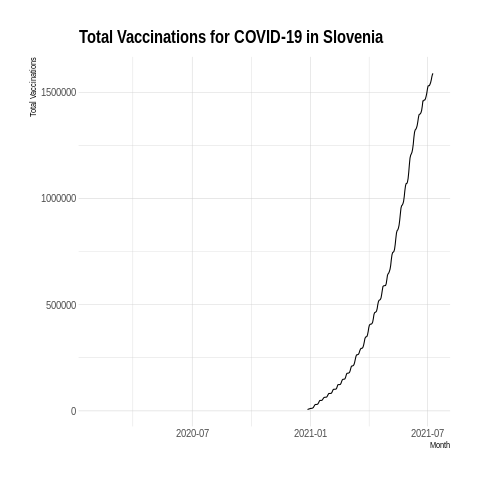 Total Vaccinations for COVID-19 in Slovenia
Total Vaccinations
1500000
1000000
500000
0
2020-07 2021-01 2021-07
Month